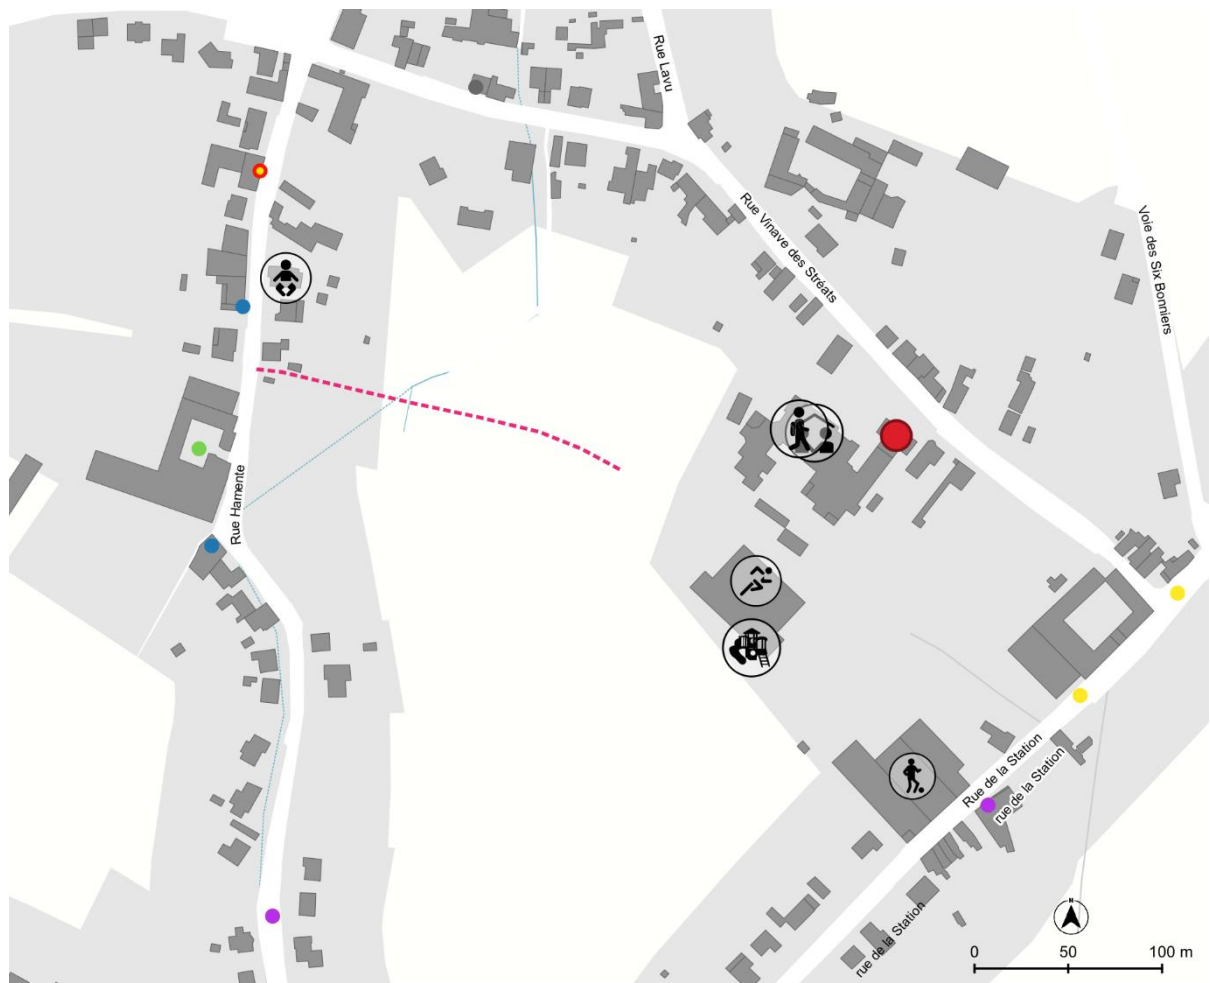 Rue Lavu
Rue Vinave des Stréats
Voie des Six Bonniers
Rue Hamente
Rue de la Station
rue de la Station
rue de la Station
N
0 50 100 m